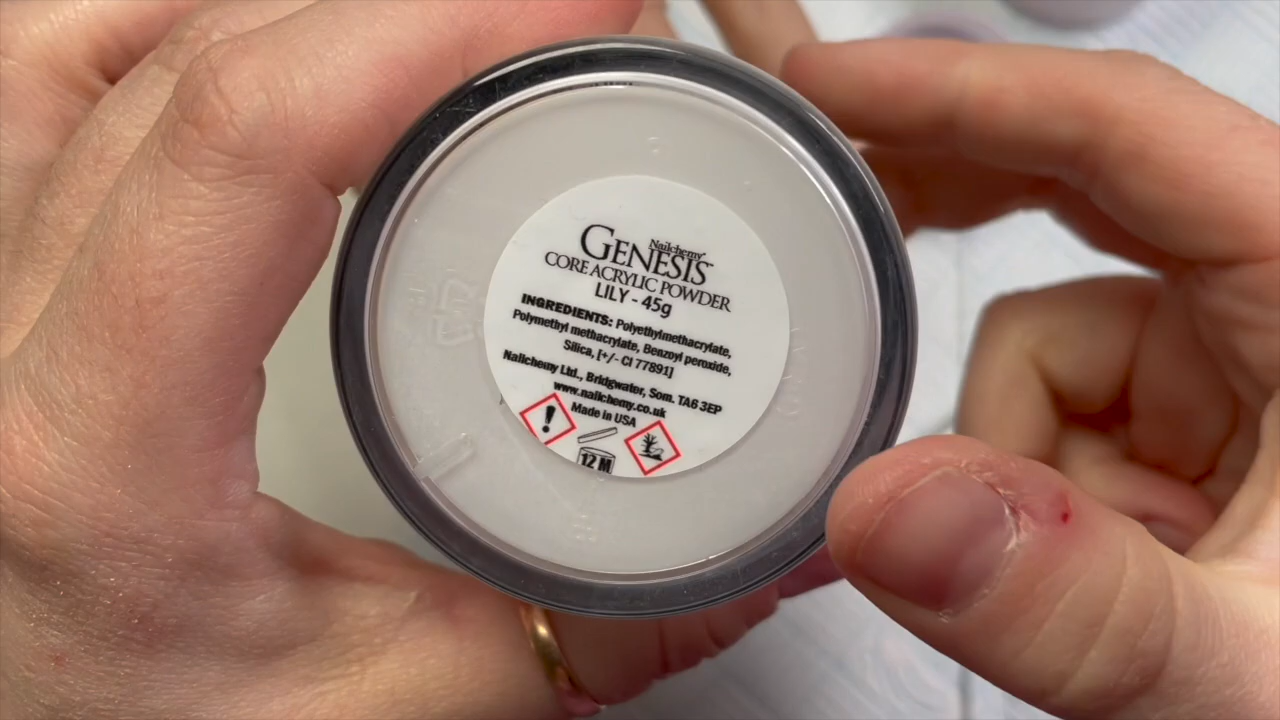 Nailchemy™
GENESIS
CORE ACRYLIC POWDER
LILY - 45g
INGREDIENTS: Polyethylmethacrylate,
Polymethyl methacrylate, Benzoyl peroxide,
Silica, [+/- CI 77891]
Nailchemy Ltd., Bridgwater, Som. TA6 3EP
www.nailchemy.co.uk
Made in USA
12 M